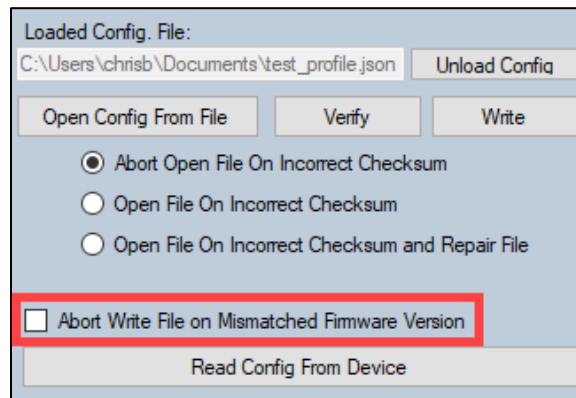 Loaded Config. File:
C:\Users\chrisb\Documents\test_profile.json Unload Config
Open Config From File Verify Write
Abort Open File On Incorrect Checksum
Open File On Incorrect Checksum
Open File On Incorrect Checksum and Repair File
Abort Write File on Mismatched Firmware Version
Read Config From Device